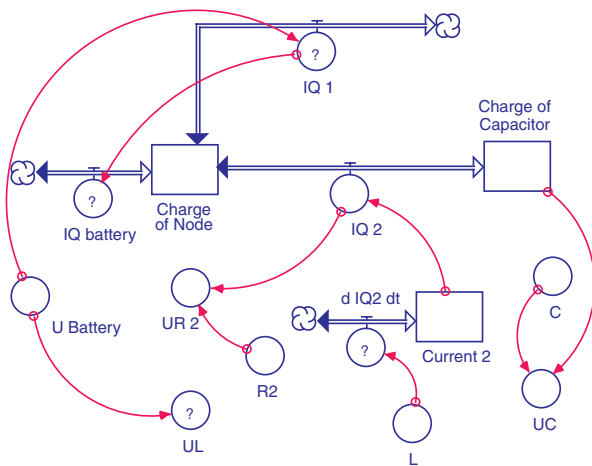 ?
IQ 1
Charge of
Capacitor
?
IQ battery
Charge
of Node
IQ 2
U Battery
UR 2
d IQ2 dt
C
?
R2
Current 2
?
UL
L
UC